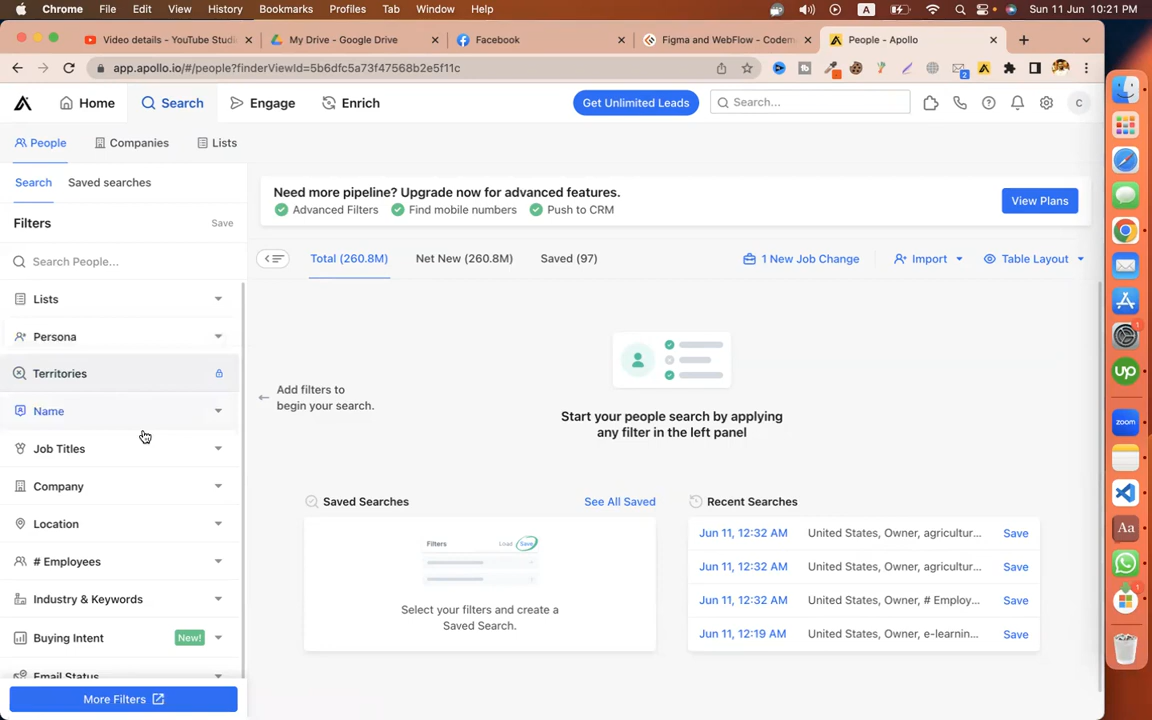 Chrome File Edit View History Bookmarks Profiles Tab Window Help A Sun 11 Jun 10:21 PM
Video details - YouTube Studi My Drive - Google Drive Facebook Figma and WebFlow - Codem People - Apollo
app.apollo.io/#/people?finderViewId=5b6dfc5a73f47568b2e5f11c
Home Search Engage Enrich Get Unlimited Leads Search... C
People Companies Lists
Search Saved searches
Need more pipeline? Upgrade now for advanced features.
Advanced Filters Find mobile numbers Push to CRM
View Plans
Filters Save
Search People...
Total (260.8M) Net New (260.8M) Saved (97) 1 New Job Change Import Table Layout
Lists
Persona
Territories
Name
Job Titles
Company
Location
# Employees
Industry & Keywords
Buying Intent New!
Email Status
More Filters
Add filters to
begin your search.
Start your people search by applying
any filter in the left panel
Saved Searches See All Saved
Filters Load Save
Select your filters and create a
Saved Search.
Recent Searches
Jun 11, 12:32 AM United States, Owner, agricultur... Save
Jun 11, 12:32 AM United States, Owner, agricultur... Save
Jun 11, 12:32 AM United States, Owner, # Employ... Save
Jun 11, 12:19 AM United States, Owner, e-learnin... Save
up
zoom
Aa